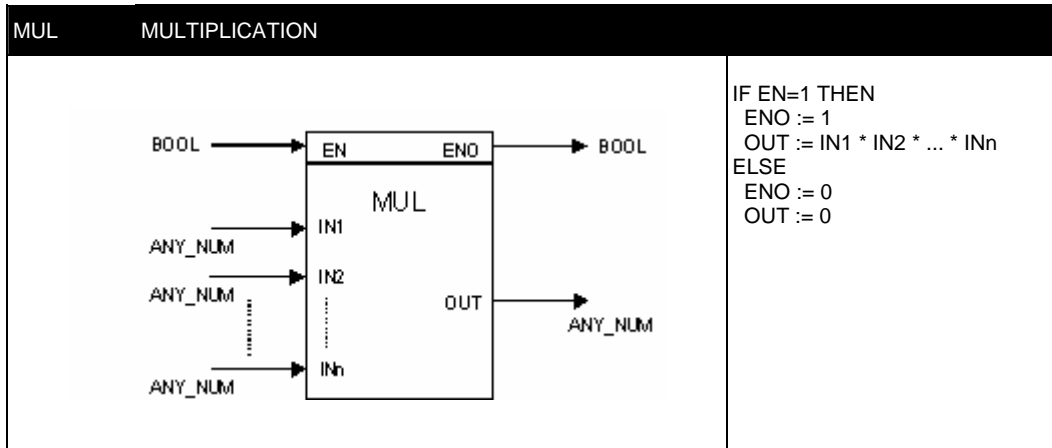 MUL MULTIPLICATION
BOOL EN ENO BOOL
MUL
ANY_NUM IN1
ANY_NUM IN2
OUT ANY_NUM
ANY_NUM INn
IF EN=1 THEN
ENO := 1
OUT := IN1 * IN2 * ... * INn
ELSE
ENO := 0
OUT := 0